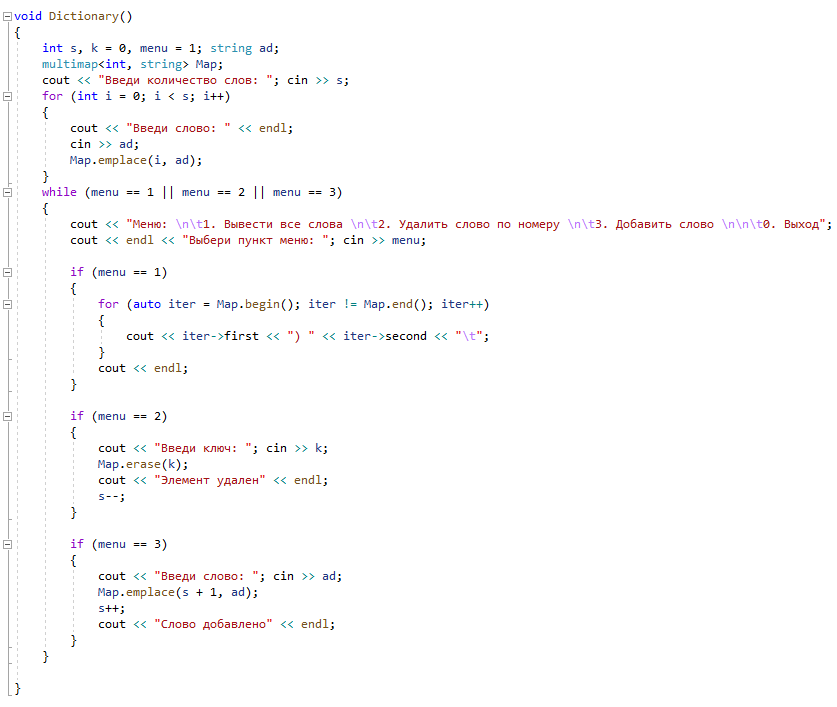 void Dictionary()
{
    int s, k = 0, menu = 1; string ad;
    multimap<int, string> Map;
    cout << "Введи количество слов: "; cin >> s;
    for (int i = 0; i < s; i++)
    {
        cout << "Введи слово: " << endl;
        cin >> ad;
        Map.emplace(i, ad);
    }
    while (menu == 1 || menu == 2 || menu == 3)
    {
        cout << "Меню: \n\t1. Вывести все слова \n\t2. Удалить слово по номеру \n\t3. Добавить слово \n\n\t0. Выход";
        cout << endl << "Выбери пункт меню: "; cin >> menu;

        if (menu == 1)
        {
            for (auto iter = Map.begin(); iter != Map.end(); iter++)
            {
                cout << iter->first << ") " << iter->second << "\t";
            }
            cout << endl;
        }

        if (menu == 2)
        {
            cout << "Введи ключ: "; cin >> k;
            Map.erase(k);
            cout << "Элемент удален" << endl;
            s--;
        }

        if (menu == 3)
        {
            cout << "Введи слово: "; cin >> ad;
            Map.emplace(s + 1, ad);
            s++;
            cout << "Слово добавлено" << endl;
        }
    }

}